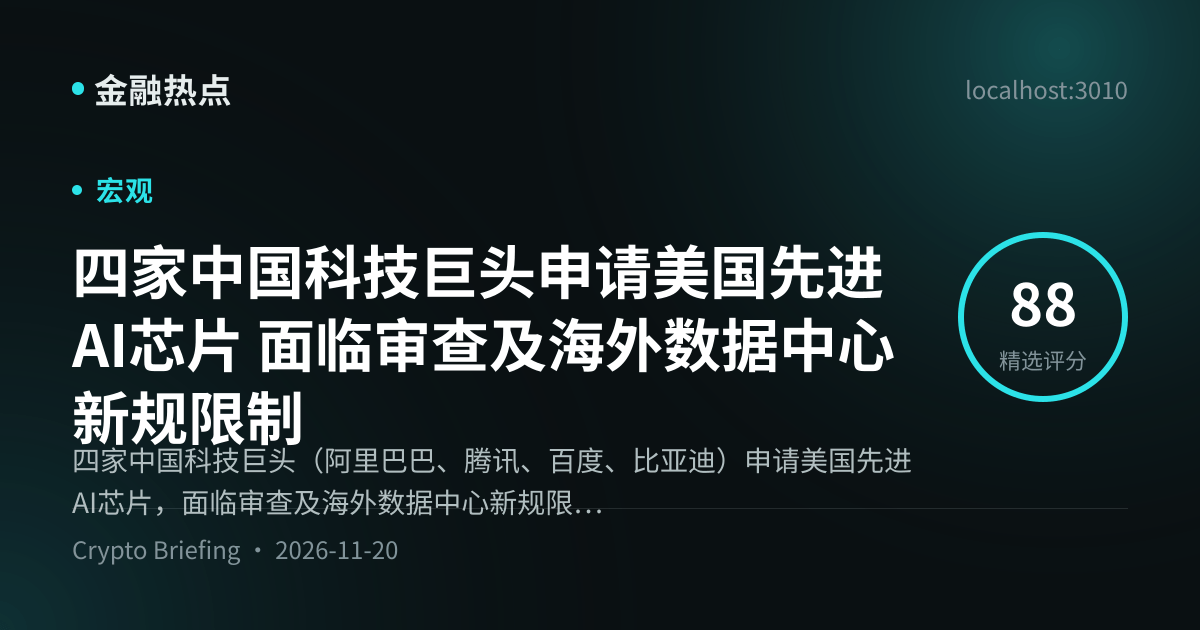 金融热点
localhost:3010
宏观
四家中国科技巨头申请美国先进
AI芯片 面临审查及海外数据中心
新规限制
88
精选评分
四家中国科技巨头（阿里巴巴、腾讯、百度、比亚迪）申请美国先进
AI芯片，面临审查及海外数据中心新规限…
Crypto Briefing · 2026-11-20